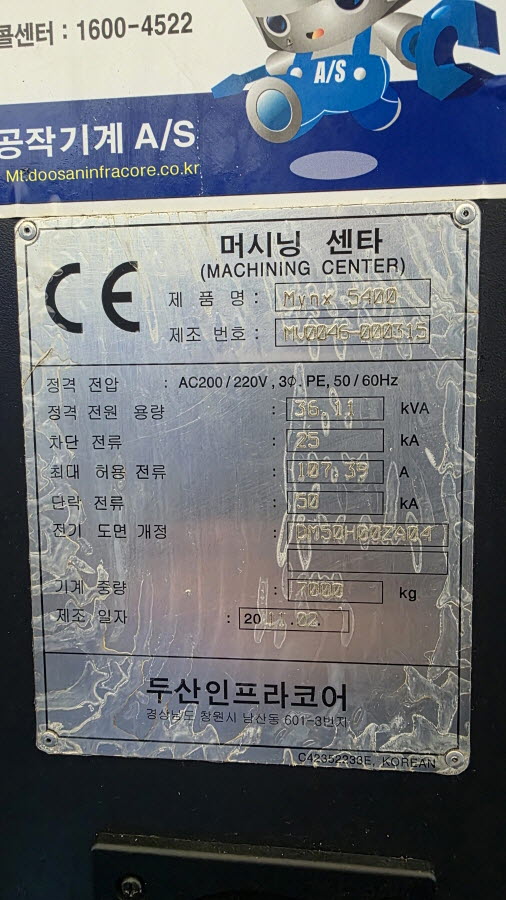 콜센터 : 1600-4522
A/S
공작기계 A/S
Mt.doosaninfracore.co.kr
CE
머시닝 센타
(MACHINING CENTER)
제 품 명 : Mynx 5400
제조 번호 : MV0046-000315
정격 전압 : AC200/220V, 3Φ. PE, 50/60Hz
정격 전원 용량 : 36.11 kVA
차단 전류 : 25 kA
최대 허용 전류 : 107.39 A
단락 전류 : 50 kA
전기 도면 개정 : DM50H00ZA04
기계 중량 : 7000 kg
제조 일자 : 2011.02.
두산인프라코어
경상남도 창원시 남산동 601-3번지
C42352233E, KOREAN